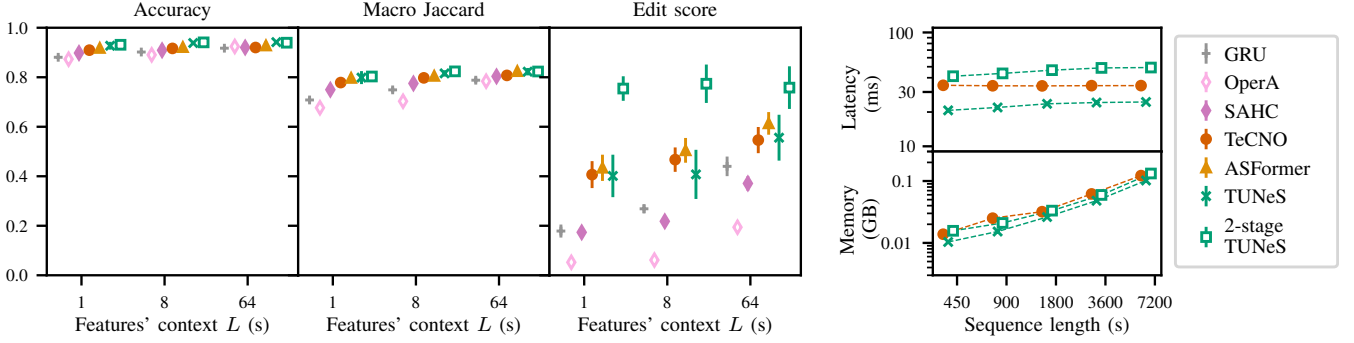 Accuracy
Macro Jaccard
Edit score
1.0
0.8
0.6
0.4
0.2
0.0
1 8 64
1 8 64
1 8 64
Features' context L (s)
Features' context L (s)
Features' context L (s)
100
30
10
Latency
(ms)
0.1
0.01
Memory
(GB)
450 900 1800 3600 7200
Sequence length (s)
GRU
OperA
SAHC
TeCNO
ASFormer
TUNeS
2-stage
TUNeS